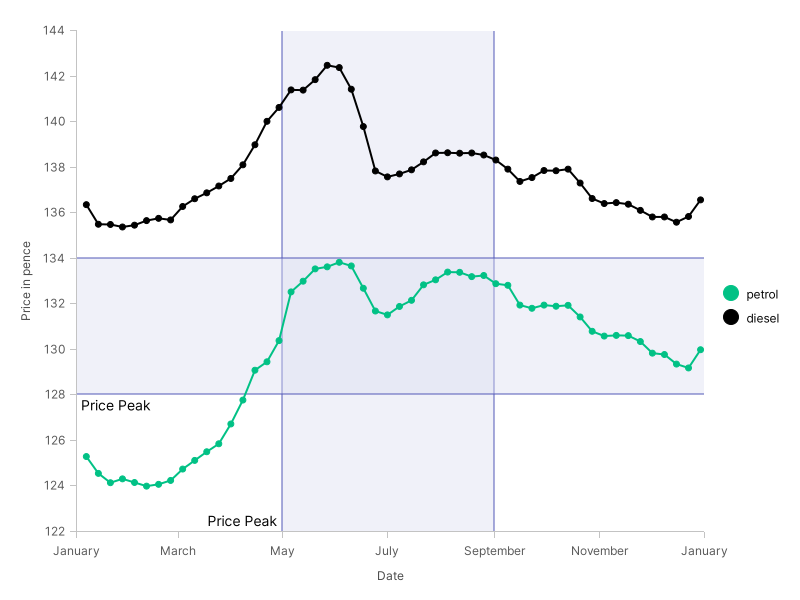 144
142
140
138
136
134
132
130
128
126
124
122
Price in pence
Price Peak
Price Peak
January
March
May
July
September
November
January
Date
petrol
diesel